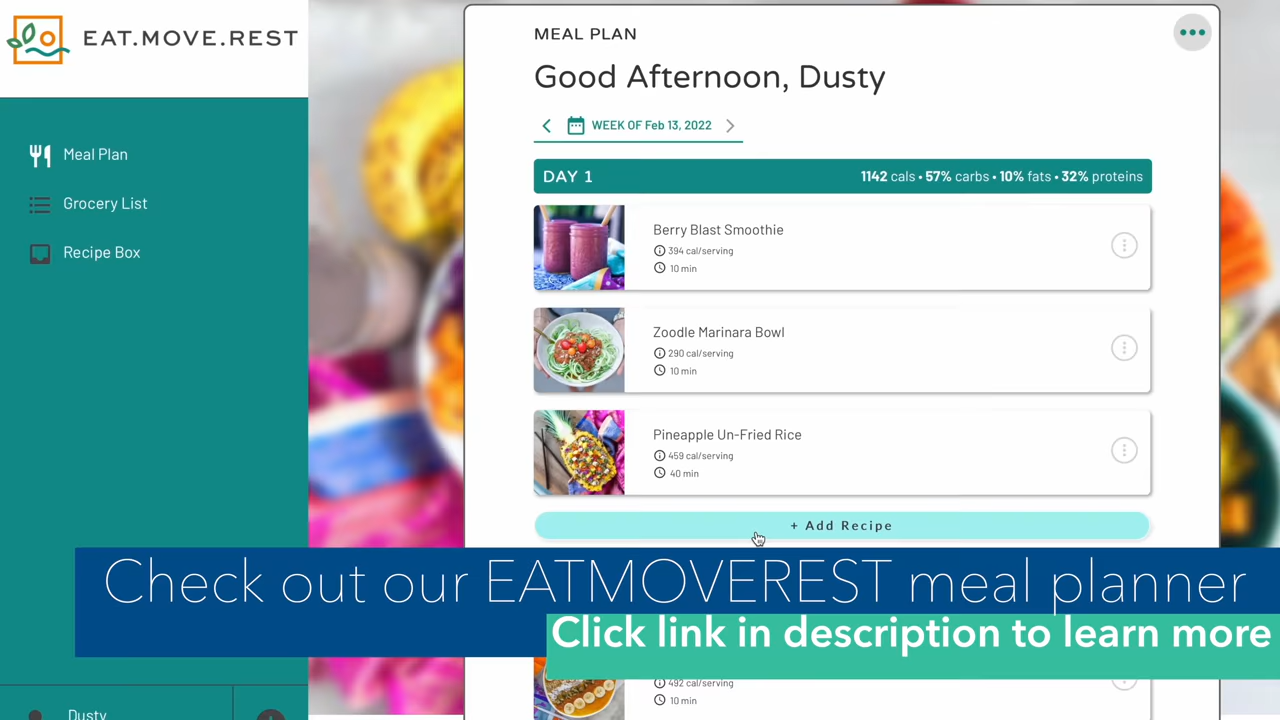 EAT.MOVE.REST
Meal Plan
Grocery List
Recipe Box
Dusty
MEAL PLAN
Good Afternoon, Dusty
WEEK OF Feb 13, 2022
DAY 1
1142 cals • 57% carbs • 10% fats • 32% proteins
Berry Blast Smoothie
394 cal/serving
10 min
Zoodle Marinara Bowl
290 cal/serving
10 min
Pineapple Un-Fried Rice
459 cal/serving
40 min
+ Add Recipe
Check out our EATMOVEREST meal planner
Click link in description to learn more
492 cal/serving
10 min